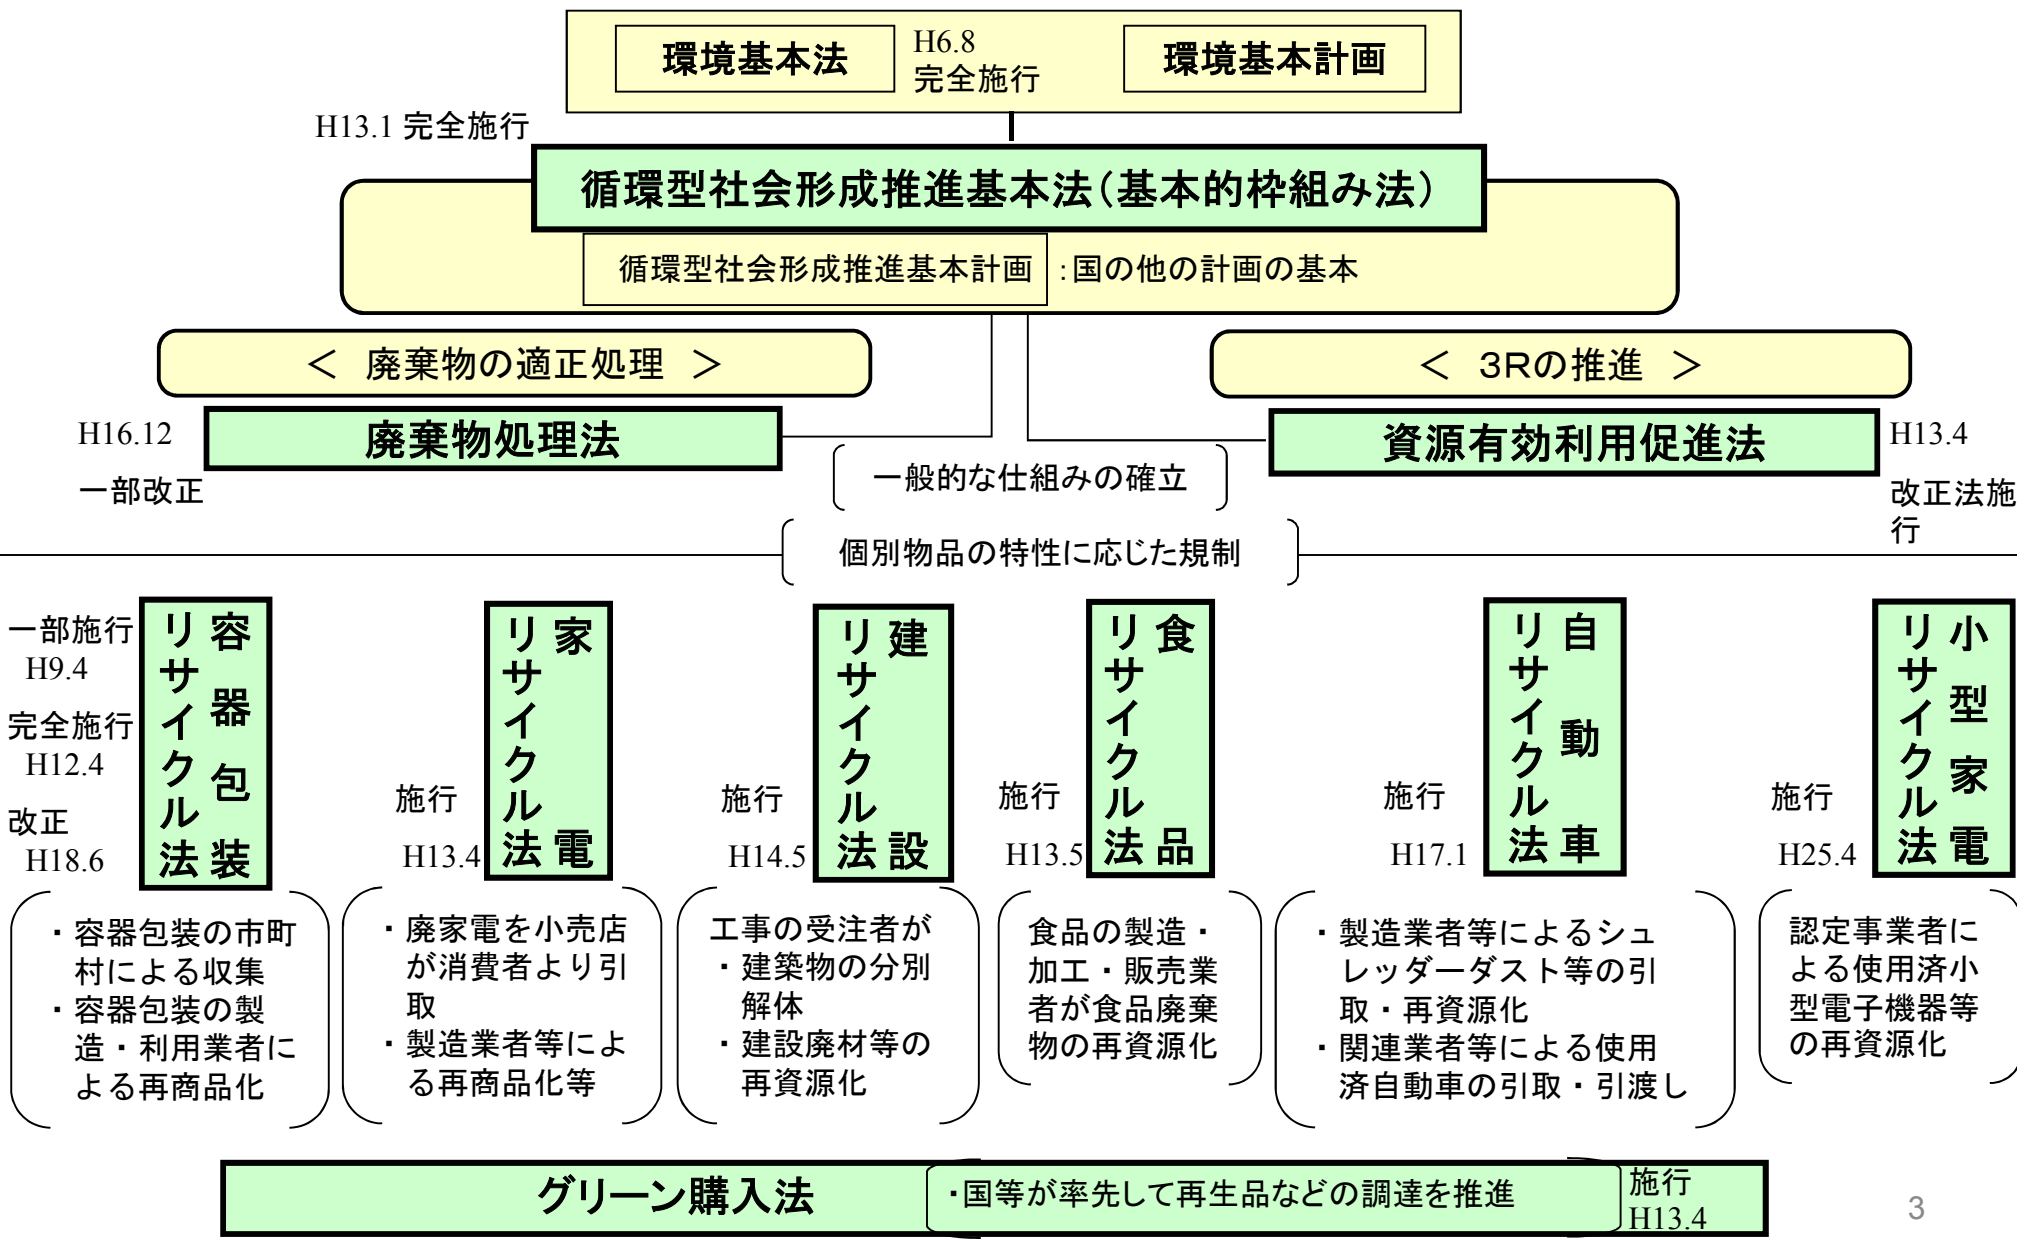 環境基本法
H6.8
完全施行
環境基本計画
H13.1 完全施行
循環型社会形成推進基本法（基本的枠組み法）
循環型社会形成推進基本計画
：国の他の計画の基本
＜ 廃棄物の適正処理 ＞
＜ 3Rの推進 ＞
H16.12
一部改正
廃棄物処理法
資源有効利用促進法
H13.4
改正法施
行
一般的な仕組みの確立
個別物品の特性に応じた規制
一部施行
H9.4
完全施行
H12.4
改正
H18.6
容器包装
リサイクル法
施行
H13.4
家電
リサイクル法
施行
H14.5
建設
リサイクル法
施行
H13.5
食品
リサイクル法
施行
H17.1
自動車
リサイクル法
施行
H25.4
小型家電
リサイクル法
・容器包装の市町
村による収集
・容器包装の製
造・利用業者に
よる再商品化
・廃家電を小売店
が消費者より引
取
・製造業者等によ
る再商品化等
工事の受注者が
・建築物の分別
解体
・建設廃材等の
再資源化
食品の製造・
加工・販売業
者が食品廃棄
物の再資源化
・製造業者等によるシュ
レッダーダスト等の引
取・再資源化
・関連業者等による使用
済自動車の引取・引渡し
認定事業者に
よる使用済小
型電子機器等
の再資源化
グリーン購入法
・国等が率先して再生品などの調達を推進
施行
H13.4
3